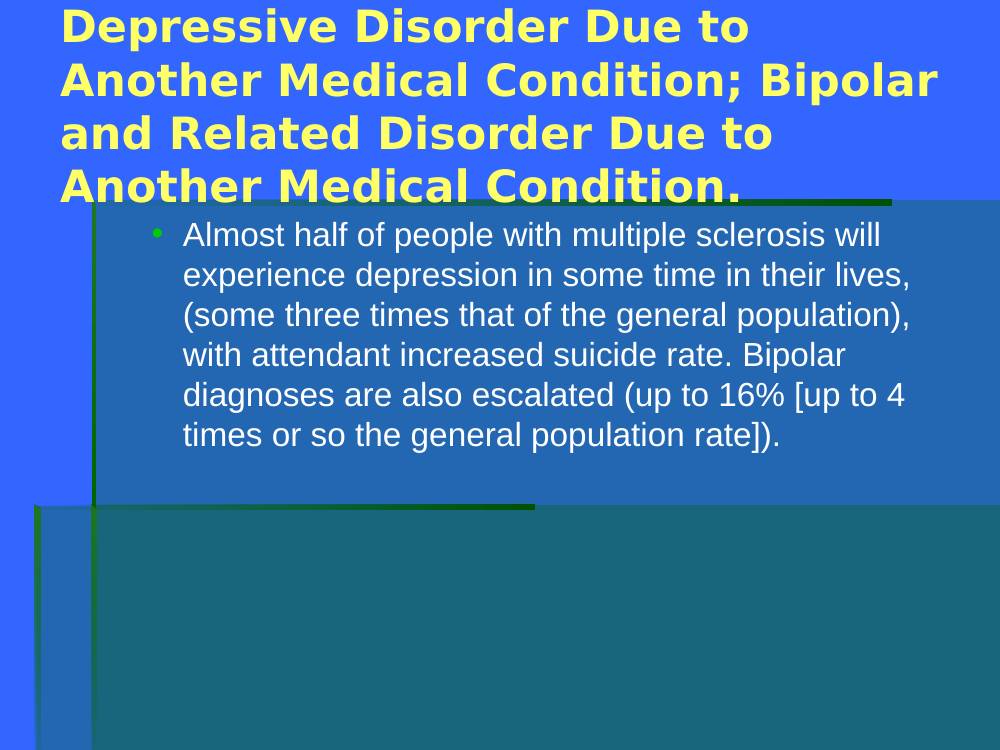 Depressive Disorder Due to
Another Medical Condition; Bipolar
and Related Disorder Due to
Another Medical Condition.
• Almost half of people with multiple sclerosis will
experience depression in some time in their lives,
(some three times that of the general population),
with attendant increased suicide rate. Bipolar
diagnoses are also escalated (up to 16% [up to 4
times or so the general population rate]).